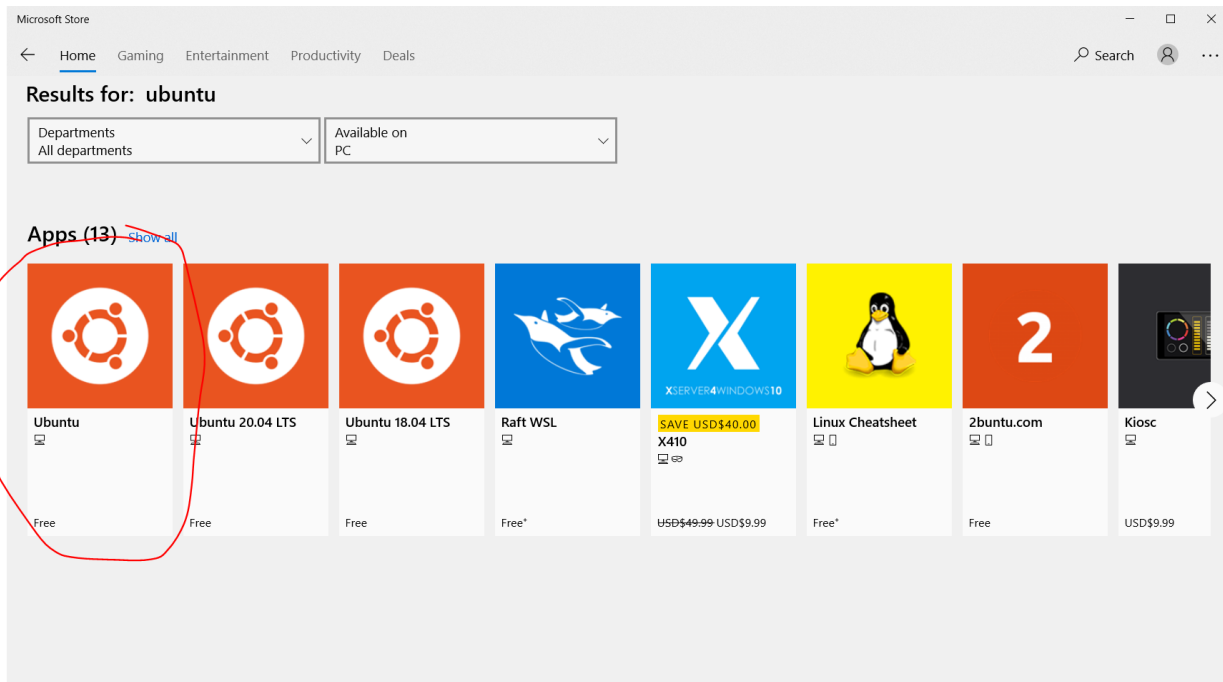 Microsoft Store
Home Gaming Entertainment Productivity Deals Search
Results for: ubuntu
Departments
All departments
Available on
PC
Apps (13) Show all
Ubuntu
Free
Ubuntu 20.04 LTS
Free
Ubuntu 18.04 LTS
Free
Raft WSL
Free*
XSERVER4WINDOWS10
SAVE USD$40.00
X410
USD$49.99 USD$9.99
Linux Cheatsheet
Free*
2
2buntu.com
Free
Kiosc
USD$9.99